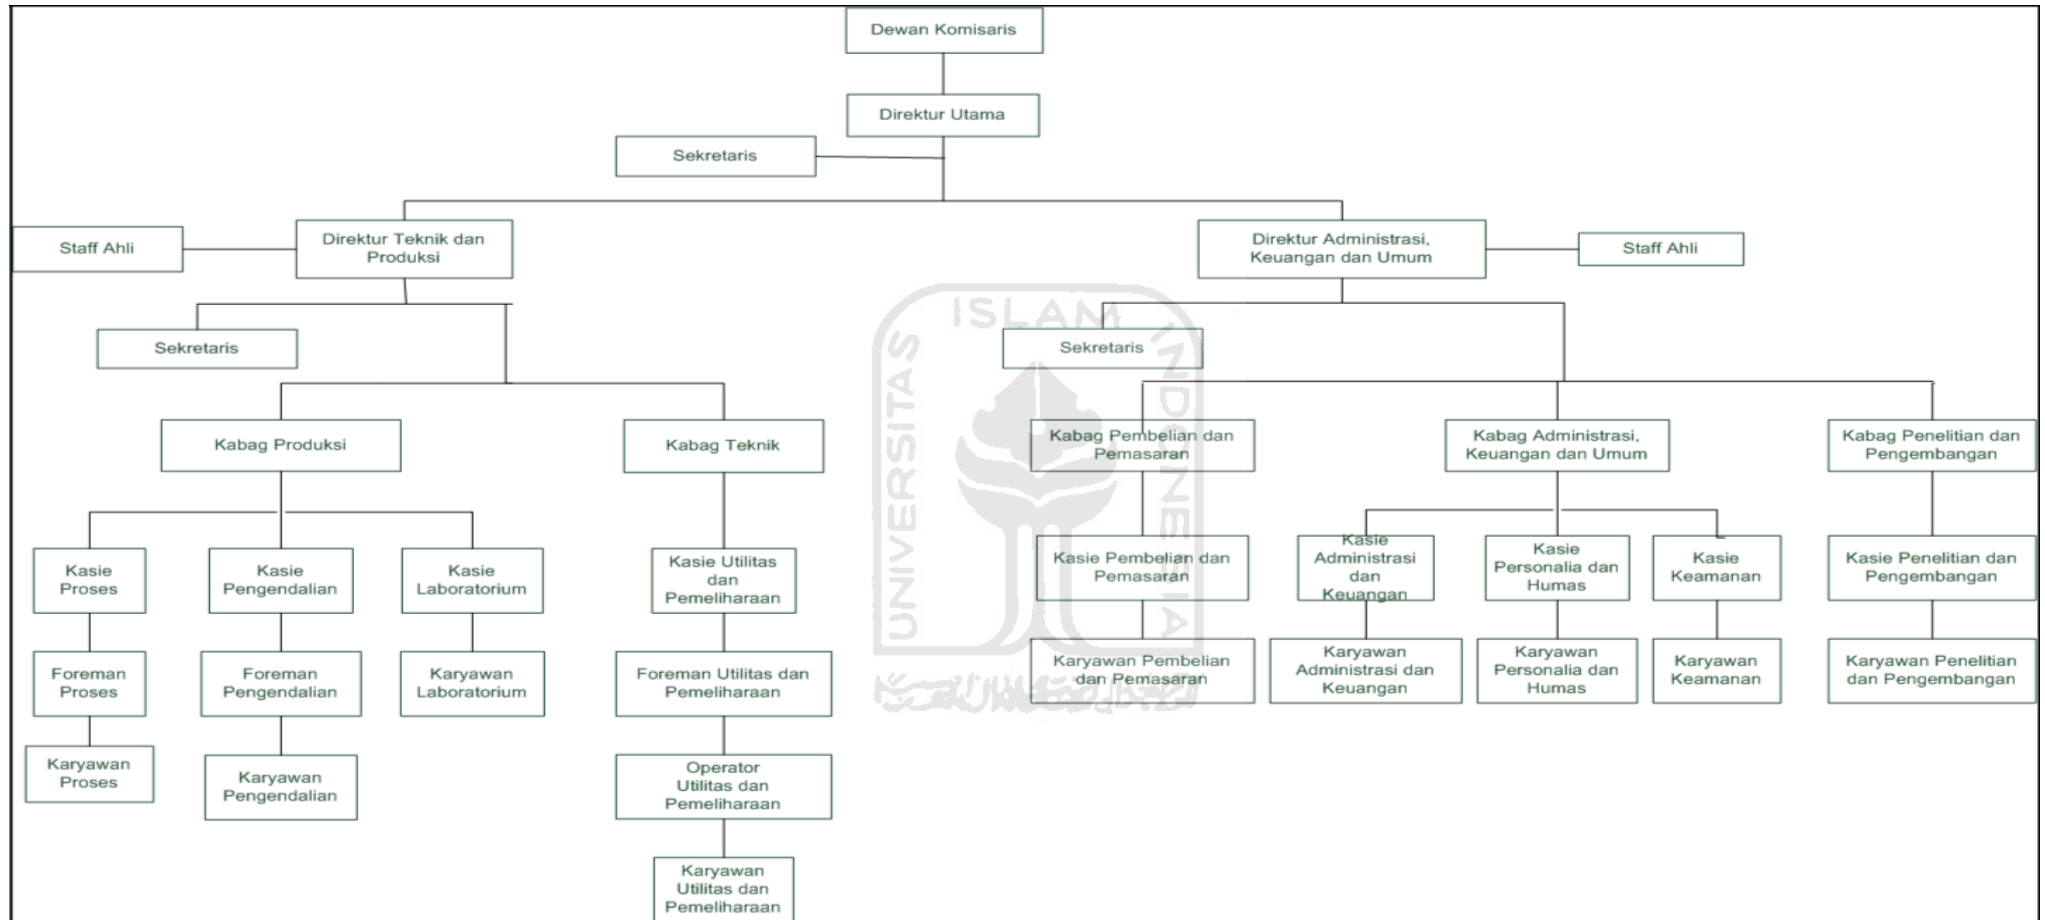 Dewan Komisaris
Direktur Utama
Sekretaris
Staff Ahli
Direktur Teknik dan
Produksi
Direktur Administrasi,
Keuangan dan Umum
Staff Ahli
Sekretaris
Sekretaris
Kabag Produksi
Kabag Teknik
Kabag Pembelian dan
Pemasaran
Kabag Administrasi,
Keuangan dan Umum
Kabag Penelitian dan
Pengembangan
Kasie
Proses
Kasie
Pengendalian
Kasie
Laboratorium
Kasie Utilitas
dan
Pemeliharaan
Kasie Pembelian dan
Pemasaran
Kasie
Administrasi
dan
Keuangan
Kasie
Personalia dan
Humas
Kasie
Keamanan
Kasie Penelitian dan
Pengembangan
Foreman
Proses
Foreman
Pengendalian
Karyawan
Laboratorium
Foreman Utilitas dan
Pemeliharaan
Karyawan Pembelian
dan Pemasaran
Karyawan
Administrasi dan
Keuangan
Karyawan
Personalia dan
Humas
Karyawan
Keamanan
Karyawan Penelitian
dan Pengembangan
Karyawan
Proses
Karyawan
Pengendalian
Operator
Utilitas dan
Pemeliharaan
Karyawan
Utilitas dan
Pemeliharaan
UNIVERSITAS
ISLAM
INDONESIA